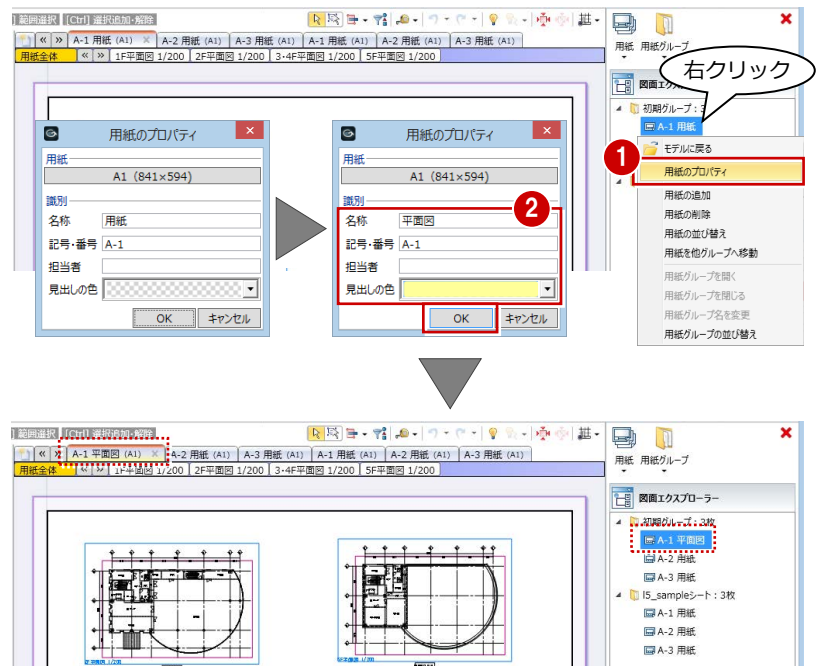 範囲選択 [Ctrl] 選択追加・解除
A-1 用紙 (A1) A-2 用紙 (A1) A-3 用紙 (A1) A-1 用紙 (A1) A-2 用紙 (A1) A-3 用紙 (A1)
用紙全体 1F平面図 1/200 2F平面図 1/200 3・4F平面図 1/200 5F平面図 1/200
用紙 用紙グループ
右クリック
初期グループ:3
A-1 用紙
モデルに戻る
1
用紙のプロパティ
用紙の追加
用紙の削除
用紙の並び替え
用紙を他グループへ移動
用紙グループを開く
用紙グループを閉じる
用紙グループ名を変更
用紙グループの並び替え
用紙のプロパティ
用紙
A1 (841×594)
識別
名称 用紙
記号・番号 A-1
担当者
見出しの色
OK キャンセル
用紙のプロパティ
用紙
A1 (841×594)
識別
2
名称 平面図
記号・番号 A-1
担当者
見出しの色
OK キャンセル
範囲選択 [Ctrl] 選択追加・解除
A-1 平面図 (A1) A-2 用紙 (A1) A-3 用紙 (A1) A-1 用紙 (A1) A-2 用紙 (A1) A-3 用紙 (A1)
用紙全体 1F平面図 1/200 2F平面図 1/200 3・4F平面図 1/200 5F平面図 1/200
用紙 用紙グループ
図面エクスプローラー
初期グループ:3枚
A-1 平面図
A-2 用紙
A-3 用紙
I5_sampleシート:3枚
A-1 用紙
A-2 用紙
A-3 用紙